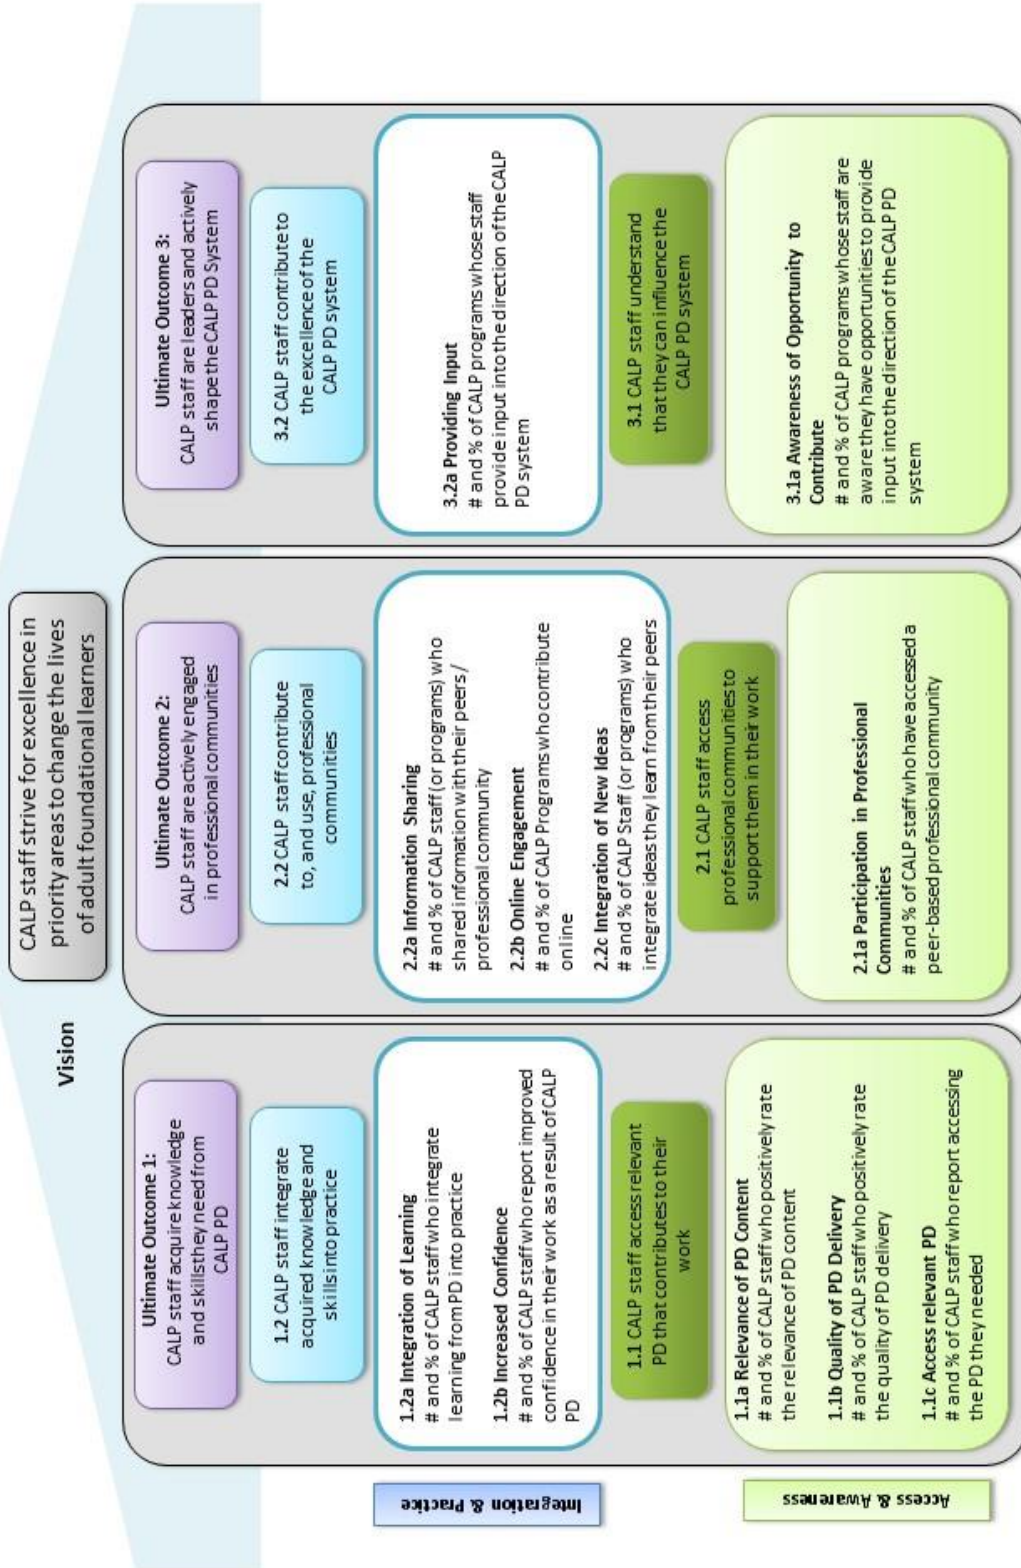 CALP staff strive for excellence in
priority areas to change the lives
of adult foundational learners
Vision
Ultimate Outcome 1:
CALP staff acquire knowledge
and skills they need from
CALP PD
1.2 CALP staff integrate
acquired knowledge and
skills into practice
1.2a Integration of Learning
# and % of CALP staff who integrate
learning from PD into practice
1.2b Increased Confidence
# and % of CALP staff who report improved
confidence in their work as a result of CALP
PD
1.1 CALP staff access relevant
PD that contributes to their
work
1.1a Relevance of PD Content
# and % of CALP staff who positively rate
the relevance of PD content
1.1b Quality of PD Delivery
# and % of CALP staff who positively rate
the quality of PD delivery
1.1c Access relevant PD
# and % of CALP staff who report accessing
the PD they needed
Ultimate Outcome 2:
CALP staff are actively engaged
in professional communities
2.2 CALP staff contribute
to, and use, professional
communities
2.2a Information Sharing
# and % of CALP staff (or programs) who
shared information with their peers /
professional community
2.2b Online Engagement
# and % of CALP Programs who contribute
online
2.2c Integration of New Ideas
# and % of CALP Staff (or programs) who
integrate ideas they learn from their peers
2.1 CALP staff access
professional communities to
support them in their work
2.1a Participation in Professional
Communities
# and % of CALP staff who have accessed a
peer-based professional community
Ultimate Outcome 3:
CALP staff are leaders and actively
shape the CALP PD System
3.2 CALP staff contribute to
the excellence of the
CALP PD system
3.2a Providing Input
# and % of CALP programs whose staff
provide input into the direction of the CALP
PD system
3.1 CALP staff understand
that they can influence the
CALP PD system
3.1a Awareness of Opportunity to
Contribute
# and % of CALP programs whose staff are
aware they have opportunities to provide
input into the direction of the CALP PD
system
Integration & Practice
Access & Awareness